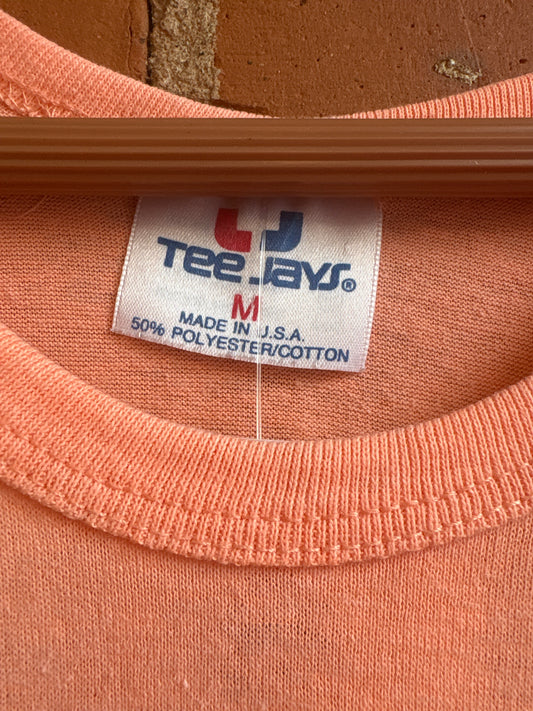 Tee Jays®
M
MADE IN U.S.A.
50% POLYESTER/COTTON